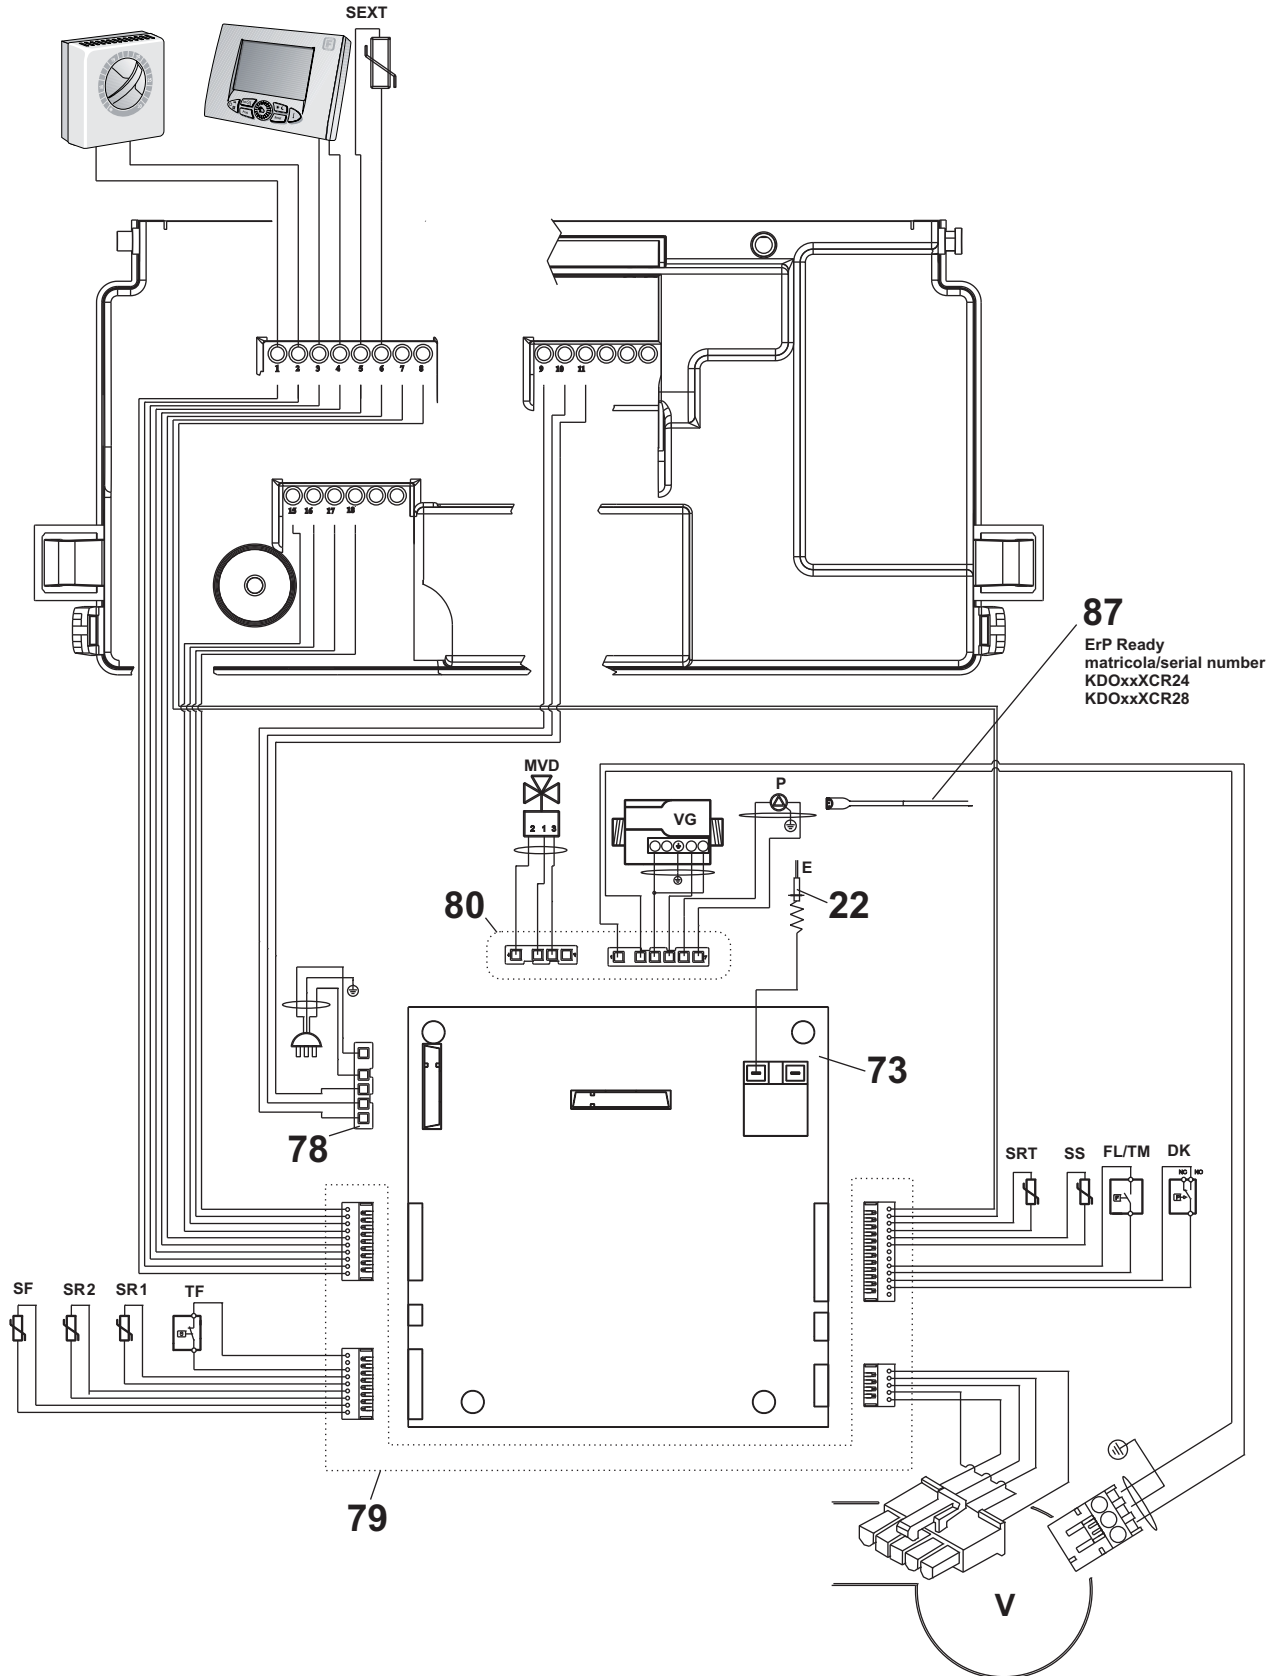 SEXT
1 2 3 4 5 6 7 8
9 10 11
15 16 17 18
87
ErP Ready
matricola/serial number
KDOxxXCR24
KDOxxXCR28
MVD
2 1 3
VG
P
E
22
80
73
78
SRT SS FL/TM DK
NC NO
SF SR2 SR1 TF
79
V